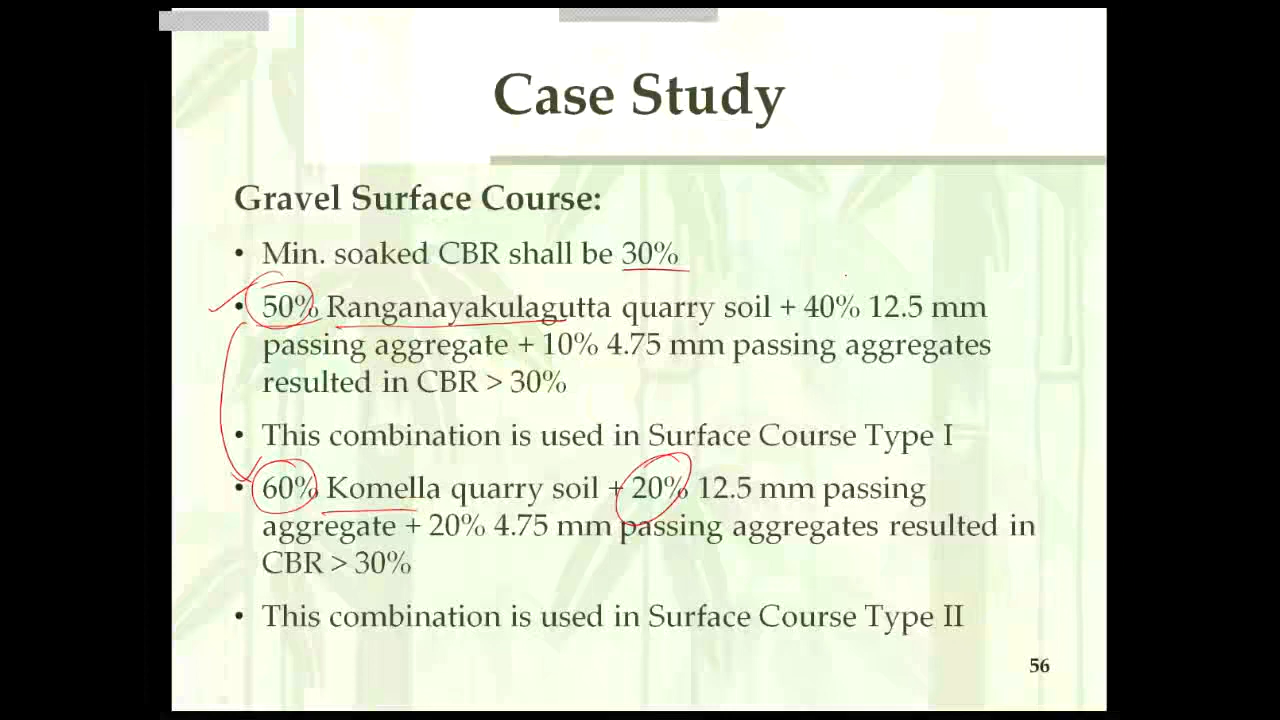 Case Study
Gravel Surface Course:
• Min. soaked CBR shall be 30%
• 50% Ranganayakulagutta quarry soil + 40% 12.5 mm
passing aggregate + 10% 4.75 mm passing aggregates
resulted in CBR > 30%
• This combination is used in Surface Course Type I
• 60% Komella quarry soil + 20% 12.5 mm passing
aggregate + 20% 4.75 mm passing aggregates resulted in
CBR > 30%
• This combination is used in Surface Course Type II
56